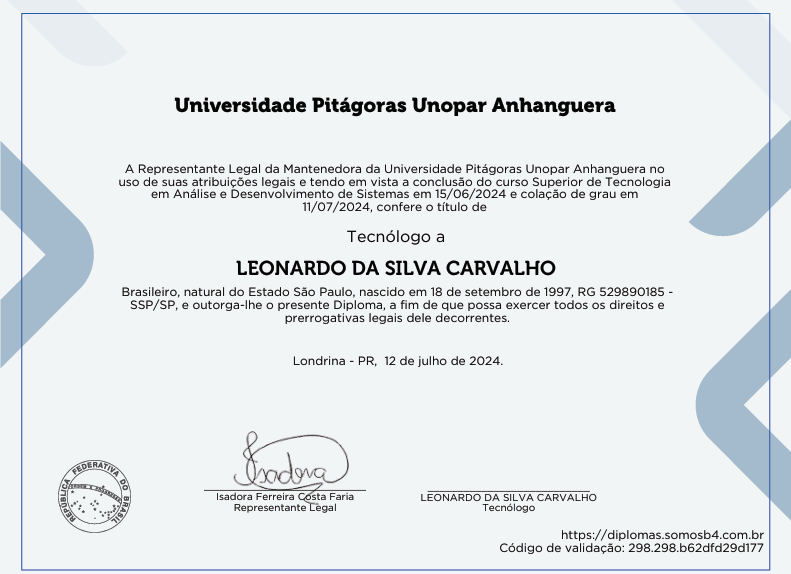 Universidade Pitágoras Unopar Anhanguera
A Representante Legal da Mantenedora da Universidade Pitágoras Unopar Anhanguera no
uso de suas atribuições legais e tendo em vista a conclusão do curso Superior de Tecnologia
em Análise e Desenvolvimento de Sistemas em 15/06/2024 e colação de grau em
11/07/2024, confere o título de
Tecnólogo a
LEONARDO DA SILVA CARVALHO
Brasileiro, natural do Estado São Paulo, nascido em 18 de setembro de 1997, RG 529890185 -
SSP/SP, e outorga-lhe o presente Diploma, a fim de que possa exercer todos os direitos e
prerrogativas legais dele decorrentes.
Londrina - PR, 12 de julho de 2024.
REPÚBLICA FEDERATIVA DO BRASIL
Isadora
Isadora Ferreira Costa Faria
Representante Legal
LEONARDO DA SILVA CARVALHO
Tecnólogo
https://diplomas.somosb4.com.br
Código de validação: 298.298.b62dfd29d177